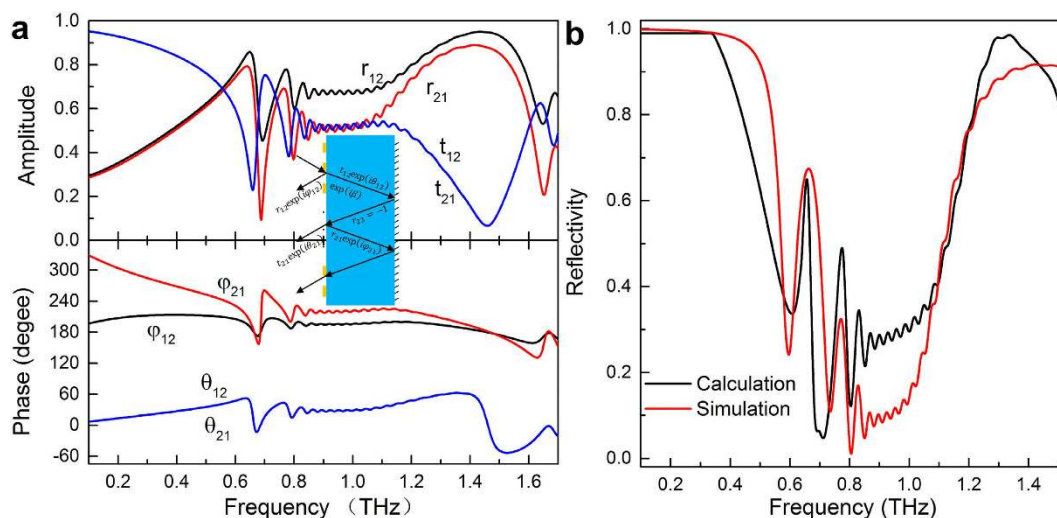 a
1.0
0.8
0.6
0.4
0.2
0.0
Amplitude
r12
r21
t12
t21
r12exp(iφ12)
t12exp(iθ12)
exp(iβ)
r23 = −1
t21exp(iθ21)
r21exp(iφ21)
300
240
180
120
60
0
-60
Phase (degree)
φ21
φ12
θ12
θ21
0.2 0.4 0.6 0.8 1.0 1.2 1.4 1.6
Frequency (THz)
b
1.0
0.8
0.6
0.4
0.2
0.0
Reflectivity
Calculation
Simulation
0.2 0.4 0.6 0.8 1.0 1.2 1.4
Frequency (THz)